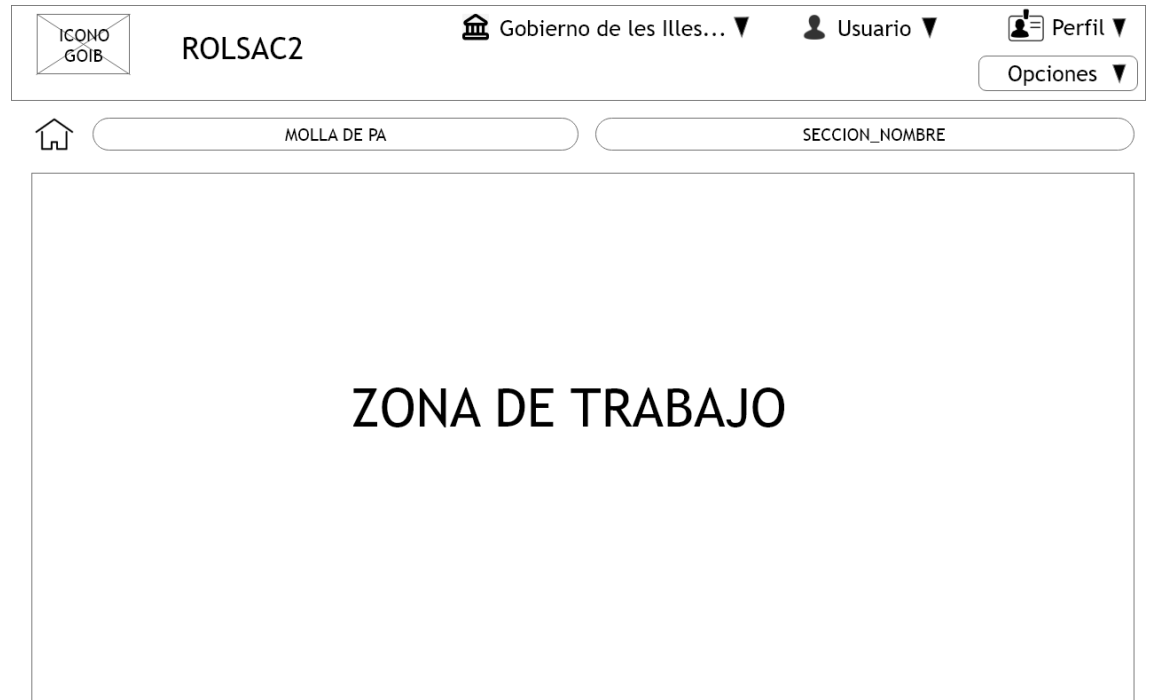 ICONO
GOIB
ROLSAC2
Gobierno de les Illes...
Usuario
Perfil
Opciones
MOLLA DE PA
SECCION_NOMBRE
ZONA DE TRABAJO